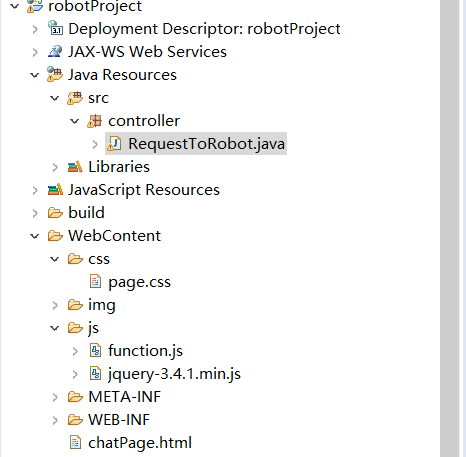 robotProject
Deployment Descriptor: robotProject
JAX-WS Web Services
Java Resources
src
controller
RequestToRobot.java
Libraries
JavaScript Resources
build
WebContent
css
page.css
img
js
function.js
jquery-3.4.1.min.js
META-INF
WEB-INF
chatPage.html